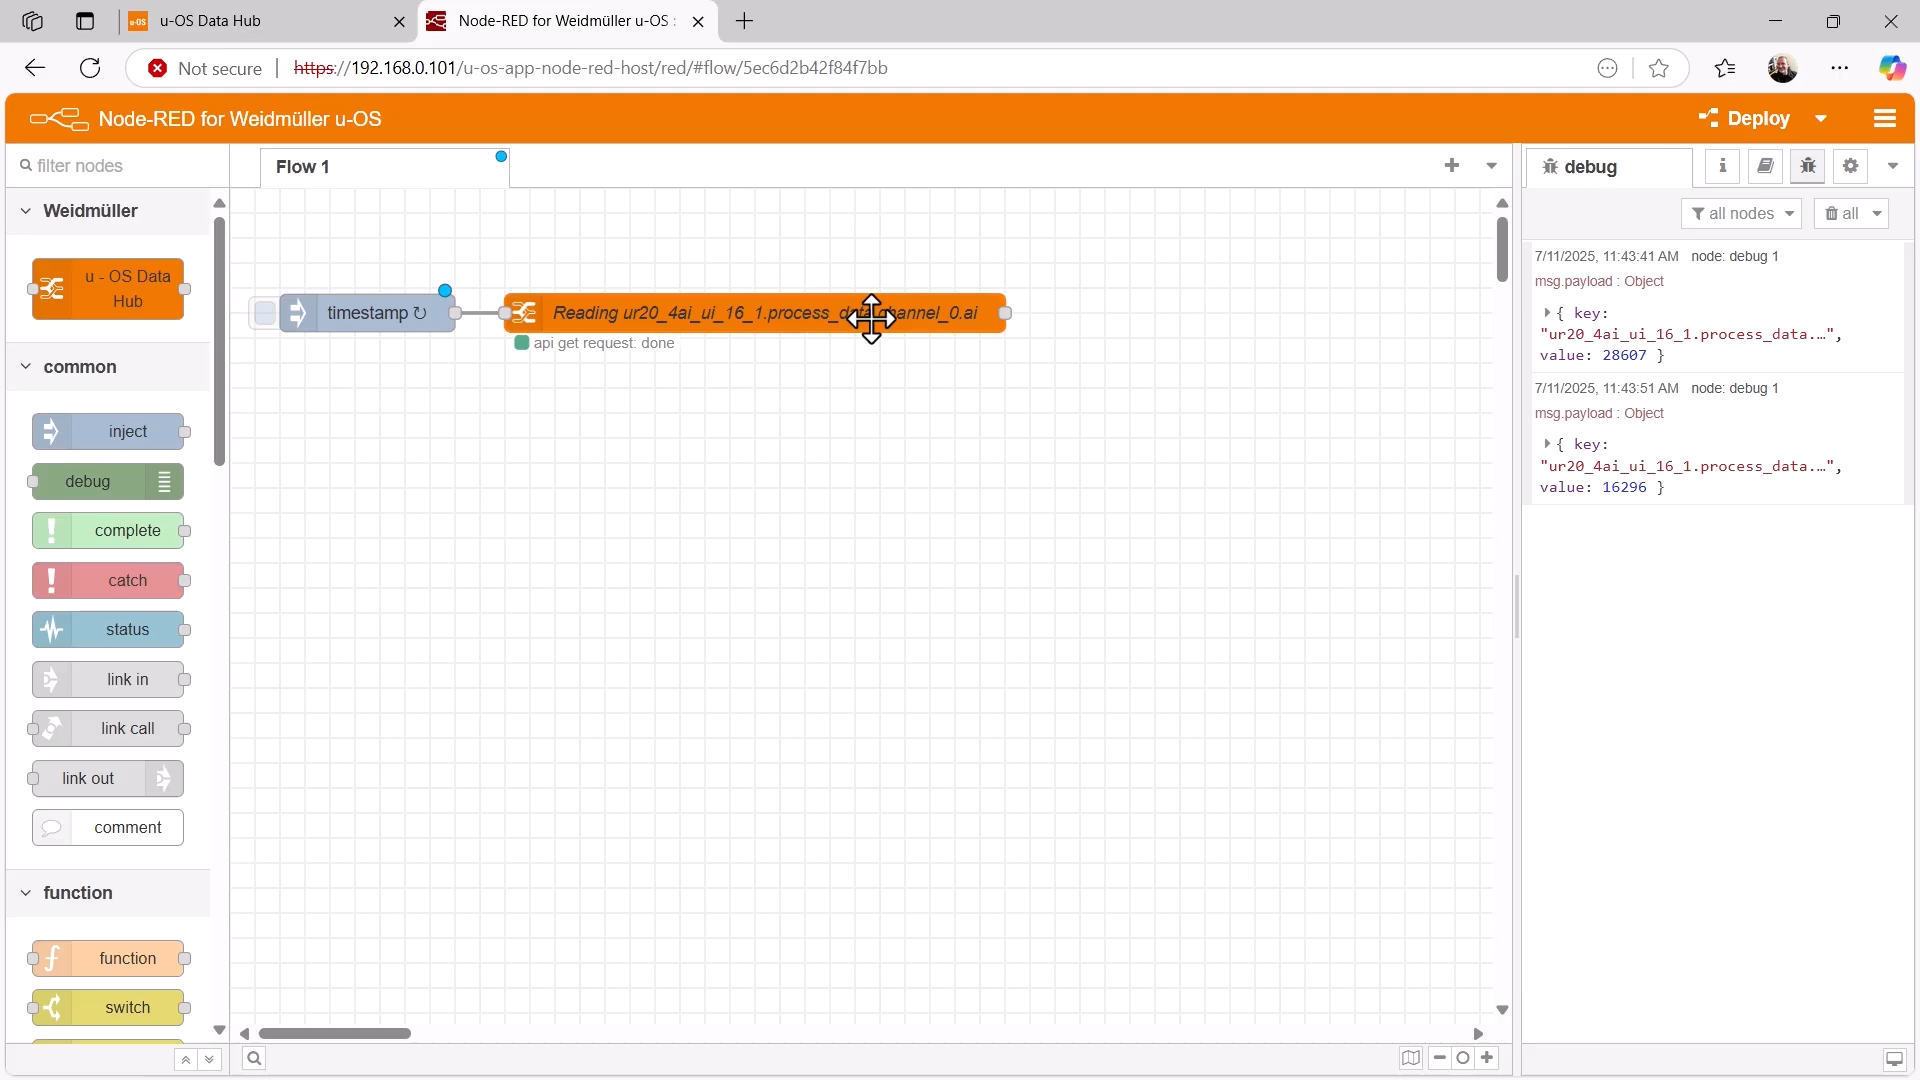 u-OS Data Hub
Node-RED for Weidmüller u-OS :
Not secure
https://192.168.0.101/u-os-app-node-red-host/red/#flow/5ec6d2b42f84f7bb
Node-RED for Weidmüller u-OS
Deploy
filter nodes
Flow 1
debug
i
all nodes
all
Weidmüller
u - OS Data
Hub
common
inject
debug
complete
catch
status
link in
link call
link out
comment
function
function
switch
timestamp ↻
Reading ur20_4ai_ui_16_1.process_data.channel_0.ai
api get request: done
7/11/2025, 11:43:41 AM node: debug 1
msg.payload : Object
{ key:
"ur20_4ai_ui_16_1.process_data.…",
value: 28607 }
7/11/2025, 11:43:51 AM node: debug 1
msg.payload : Object
{ key:
"ur20_4ai_ui_16_1.process_data.…",
value: 16296 }